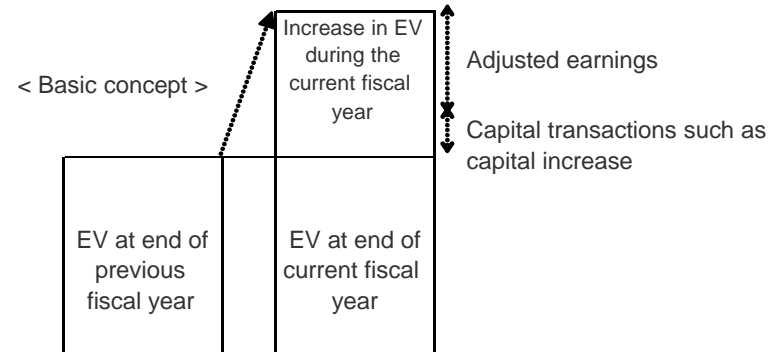 Increase in EV
during the
current fiscal
year
Adjusted earnings
< Basic concept >
Capital transactions such as
capital increase
EV at end of
previous
fiscal year
EV at end of
current fiscal
year